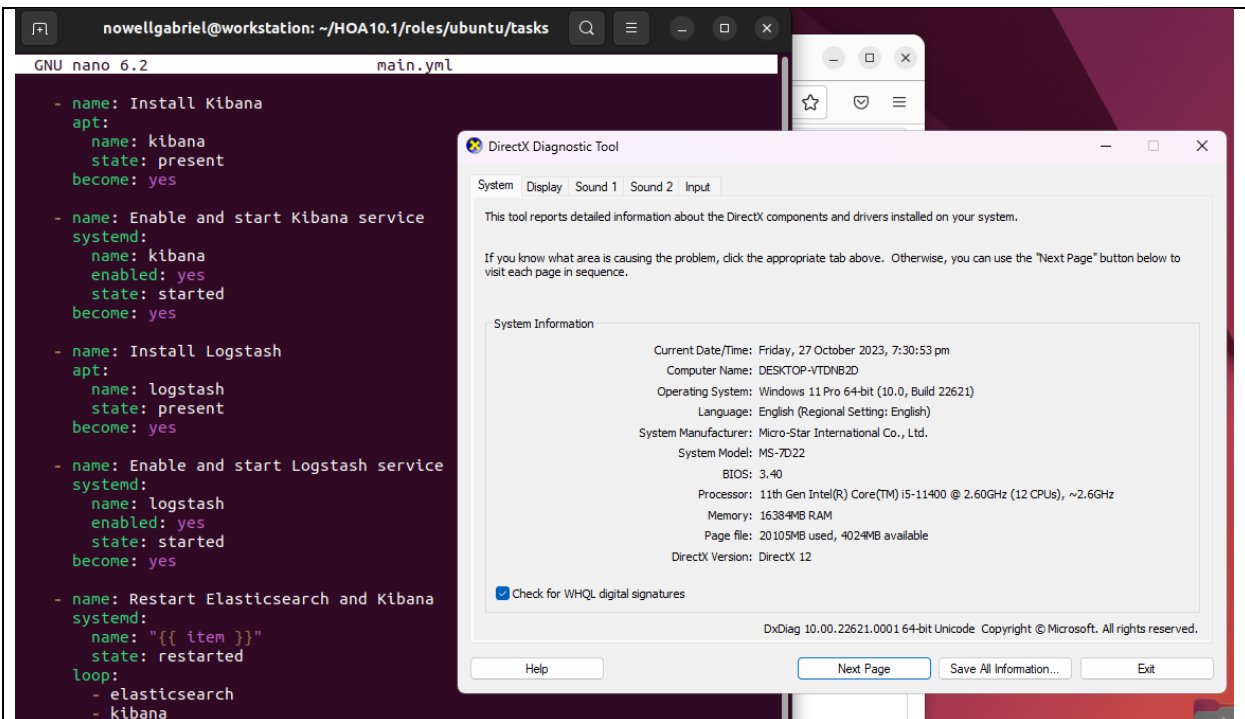 nowellgabriel@workstation: ~/HOA10.1/roles/ubuntu/tasks
GNU nano 6.2 main.yml
- name: Install Kibana
apt:
name: kibana
state: present
become: yes
- name: Enable and start Kibana service
systemd:
name: kibana
enabled: yes
state: started
become: yes
- name: Install Logstash
apt:
name: logstash
state: present
become: yes
- name: Enable and start Logstash service
systemd:
name: logstash
enabled: yes
state: started
become: yes
- name: Restart Elasticsearch and Kibana
systemd:
name: "{{ item }}"
state: restarted
loop:
- elasticsearch
- kibana
DirectX Diagnostic Tool
System Display Sound 1 Sound 2 Input
This tool reports detailed information about the DirectX components and drivers installed on your system.
If you know what area is causing the problem, click the appropriate tab above. Otherwise, you can use the "Next Page" button below to
visit each page in sequence.
System Information
Current Date/Time: Friday, 27 October 2023, 7:30:53 pm
Computer Name: DESKTOP-VTDNB2D
Operating System: Windows 11 Pro 64-bit (10.0, Build 22621)
Language: English (Regional Setting: English)
System Manufacturer: Micro-Star International Co., Ltd.
System Model: MS-7D22
BIOS: 3.40
Processor: 11th Gen Intel(R) Core(TM) i5-11400 @ 2.60GHz (12 CPUs), ~2.6GHz
Memory: 16384MB RAM
Page file: 20105MB used, 4024MB available
DirectX Version: DirectX 12
Check for WHQL digital signatures
DxDiag 10.00.22621.0001 64-bit Unicode Copyright © Microsoft. All rights reserved.
Help Next Page Save All Information... Exit